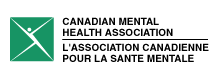 CANADIAN MENTAL
HEALTH ASSOCIATION
L'ASSOCIATION CANADIENNE
POUR LA SANTE MENTALE